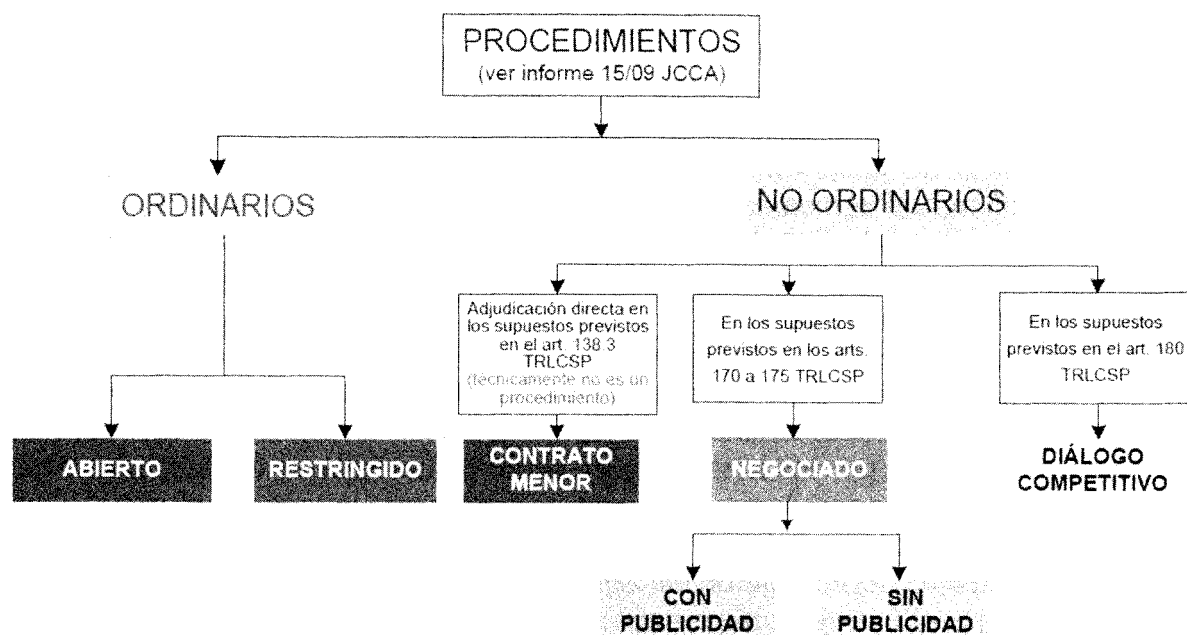 PROCEDIMIENTOS
(ver informe 15/09 JCCA)
ORDINARIOS
NO ORDINARIOS
Adjudicación directa en
los supuestos previstos
en el art. 138.3
TRLCSP
(técnicamente no es un
procedimiento)
En los supuestos
previstos en los arts.
170 a 175 TRLCSP
En los supuestos
previstos en el art. 180
TRLCSP
ABIERTO
RESTRINGIDO
CONTRATO
MENOR
NEGOCIADO
DIÁLOGO
COMPETITIVO
CON
PUBLICIDAD
SIN
PUBLICIDAD